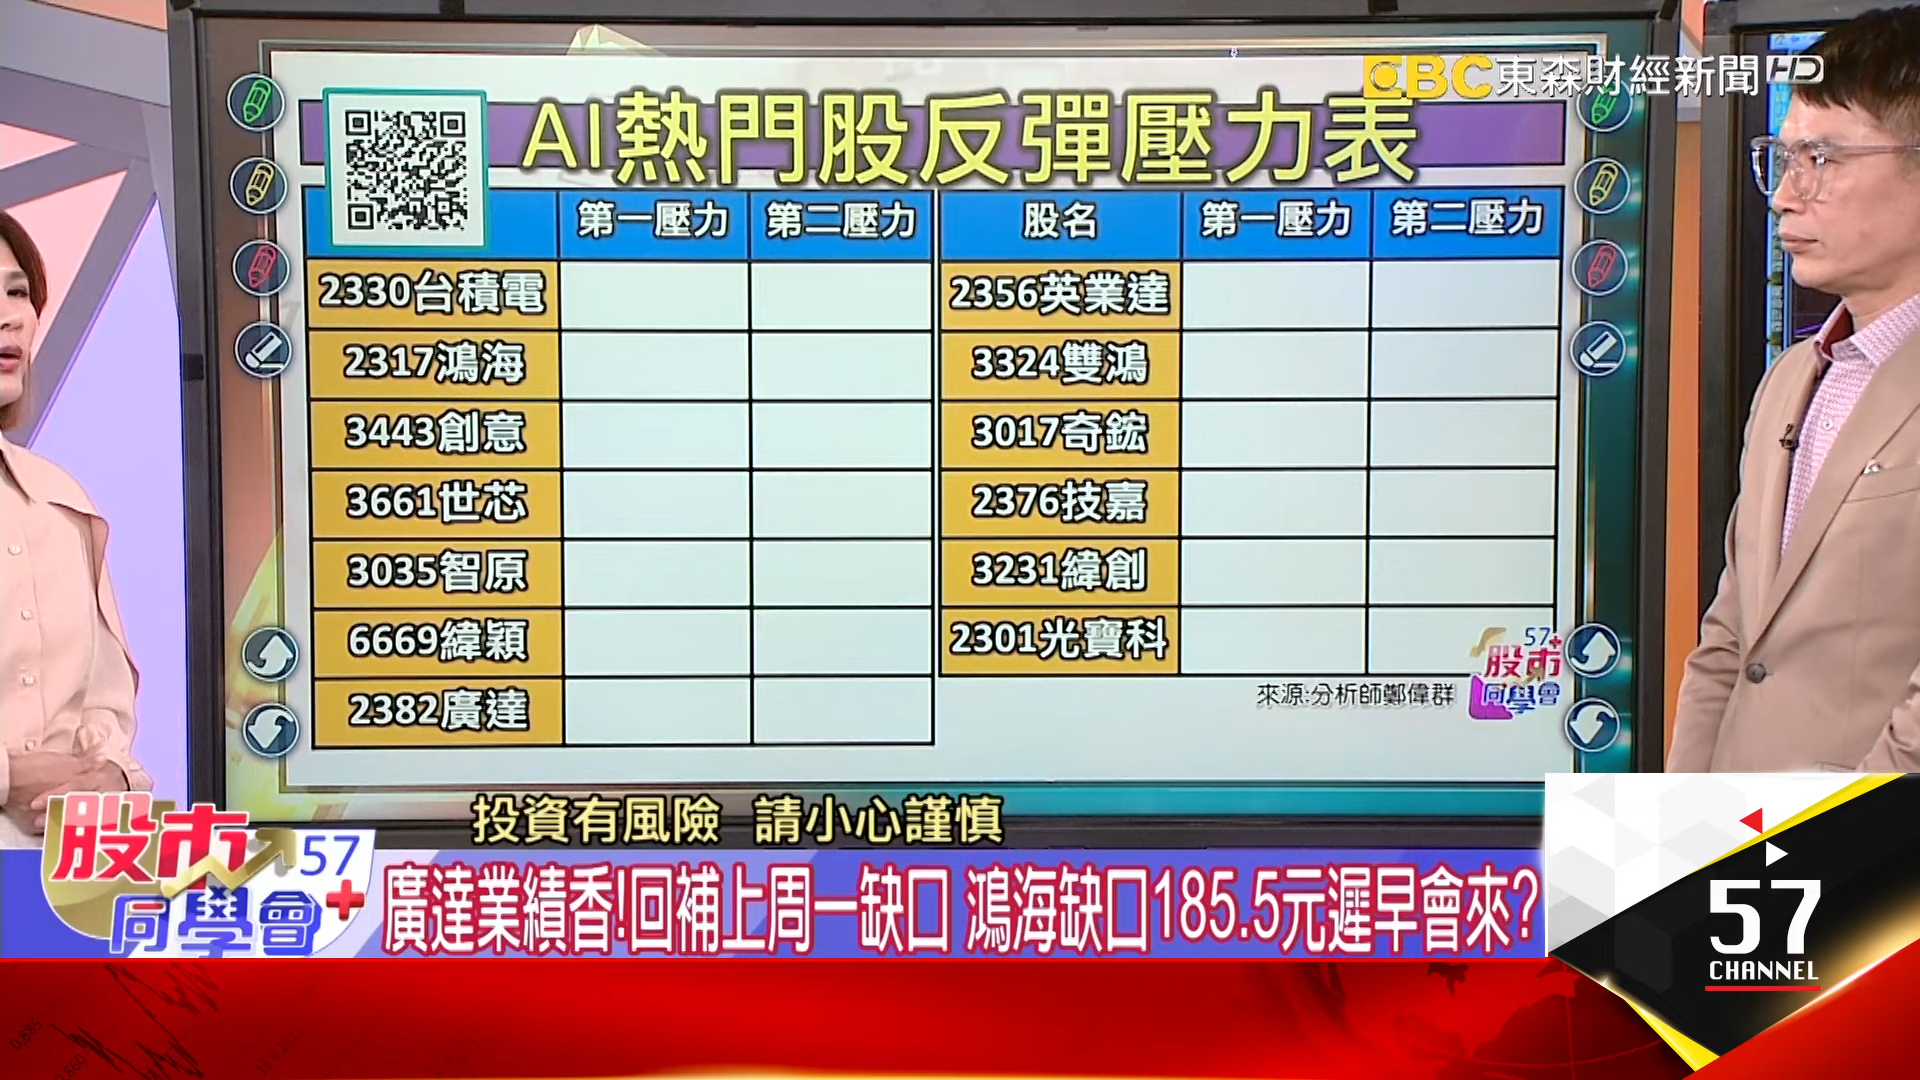 EBC東森財經新聞HD
AI熱門股反彈壓力表
第一壓力 第二壓力 股名 第一壓力 第二壓力
2330台積電 2356英業達
2317鴻海 3324雙鴻
3443創意 3017奇鋐
3661世芯 2376技嘉
3035智原 3231緯創
6669緯穎 2301光寶科
2382廣達
57+
股市
同學會
來源:分析師鄭偉群
投資有風險 請小心謹慎
股市 57
同學會+
廣達業績香!回補上周一缺口 鴻海缺口185.5元遲早會來?
57
CHANNEL
0.885
0.860